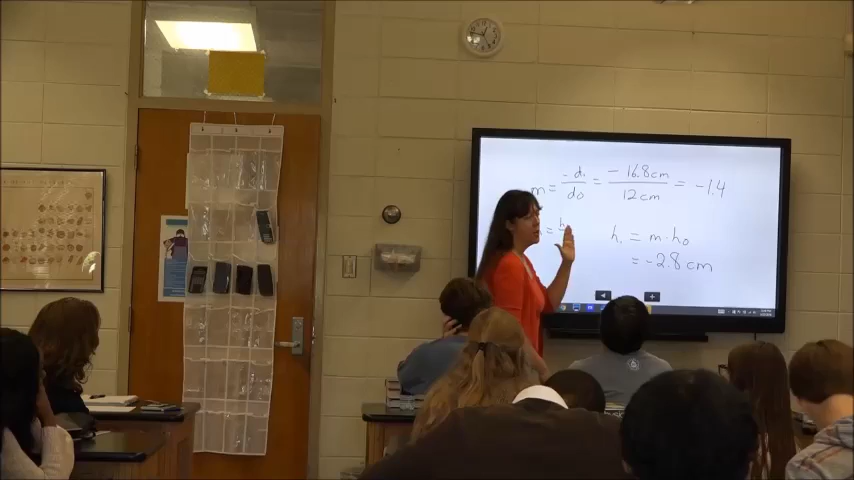 m = -di/do = -16.8cm/12cm = -1.4
= h
hi = m·ho
= -2.8 cm